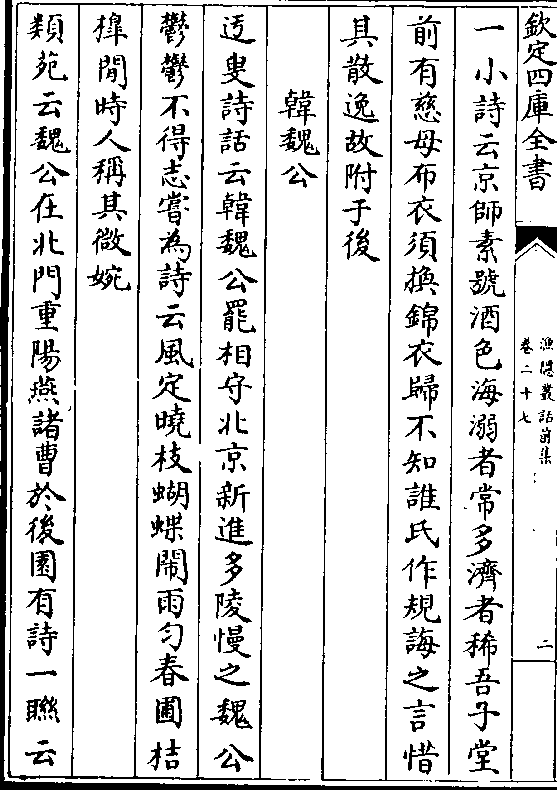 欽定四庫全書
漁隱叢話前集
卷二十七
二
一小詩云京師素號酒色海溺者常多濟者稀吾子堂
前有慈母布衣須換錦衣歸不知誰氏作規誨之言惜
其散逸故附于後
韓魏公
迃叟詩話云韓魏公罷相守北京新進多陵慢之魏公
鬱鬱不得志嘗為詩云風定曉枝蝴蝶鬧雨勻春圃桔
橰閒時人稱其微婉
類苑云魏公在北門重陽燕諸曹於後園有詩一聯云